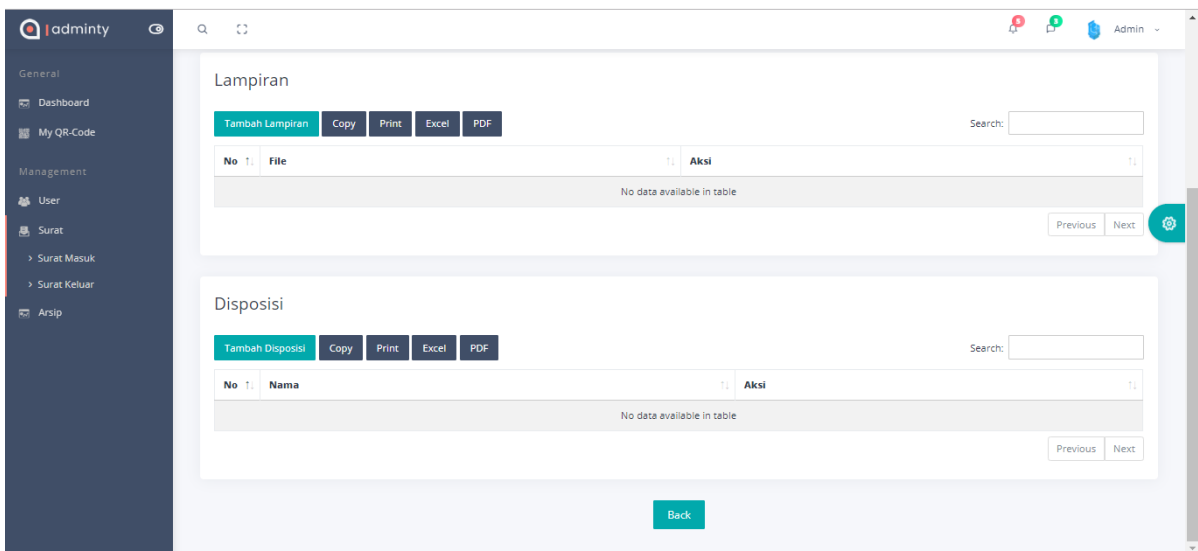 adminty
5
5
Admin
General
Dashboard
My QR-Code
Management
User
Surat
> Surat Masuk
> Surat Keluar
Arsip
Lampiran
Tambah Lampiran Copy Print Excel PDF
Search:
No File Aksi
No data available in table
Previous Next
Disposisi
Tambah Disposisi Copy Print Excel PDF
Search:
No Nama Aksi
No data available in table
Previous Next
Back